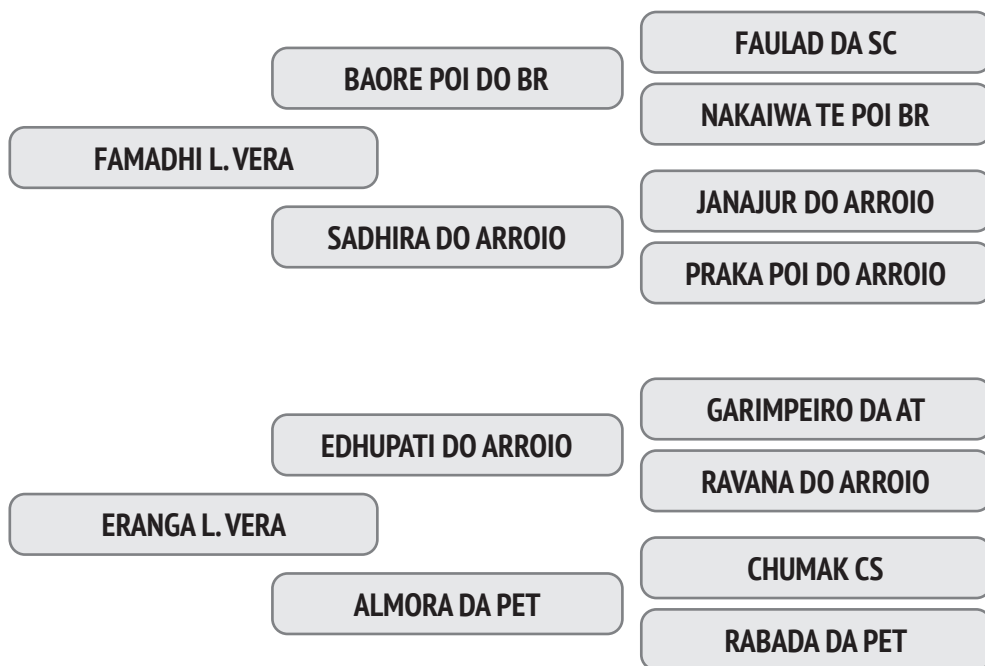 FAULAD DA SC
BAORE POI DO BR
NAKAIWA TE POI BR
FAMADHI L. VERA
JANAJUR DO ARROIO
SADHIRA DO ARROIO
PRAKA POI DO ARROIO
GARIMPEIRO DA AT
EDHUPATI DO ARROIO
RAVANA DO ARROIO
ERANGA L. VERA
CHUMAK CS
ALMORA DA PET
RABADA DA PET